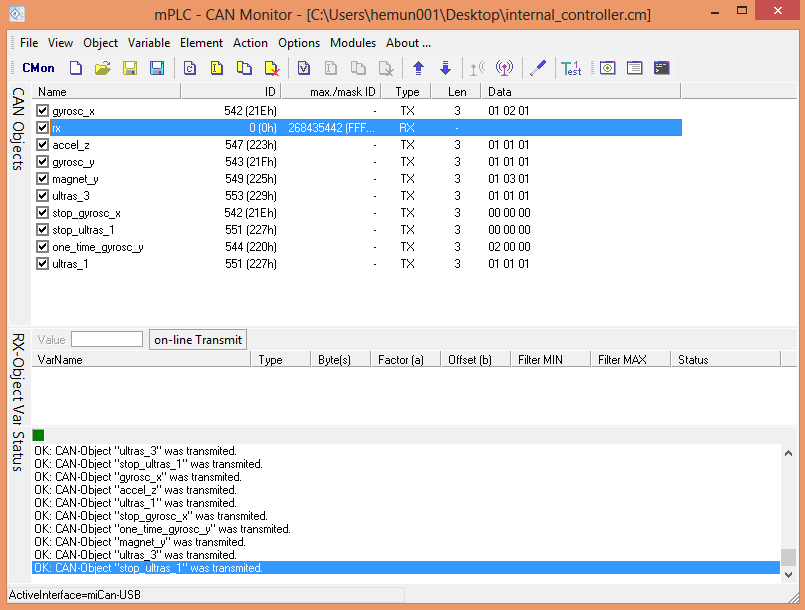 mPLC - CAN Monitor - [C:\Users\hemun001\Desktop\internal_controller.cm]
File View Object Variable Element Action Options Modules About ...
CMon Test
CAN Objects
Name ID max./mask ID Type Len Data
gyrosc_x 542 (21Eh) - TX 3 01 02 01
rx 0 (0h) 268435442 (FFF... RX -
accel_z 547 (223h) - TX 3 01 01 01
gyrosc_y 543 (21Fh) - TX 3 01 01 01
magnet_y 549 (225h) - TX 3 01 03 01
ultras_3 553 (229h) - TX 3 01 01 01
stop_gyrosc_x 542 (21Eh) - TX 3 00 00 00
stop_ultras_1 551 (227h) - TX 3 00 00 00
one_time_gyrosc_y 544 (220h) - TX 3 02 00 00
ultras_1 551 (227h) - TX 3 01 01 01
RX-Object Var Status
Value on-line Transmit
VarName Type Byte(s) Factor (a) Offset (b) Filter MIN Filter MAX Status
OK: CAN-Object "ultras_3" was transmited.
OK: CAN-Object "stop_ultras_1" was transmited.
OK: CAN-Object "gyrosc_x" was transmited.
OK: CAN-Object "accel_z" was transmited.
OK: CAN-Object "ultras_1" was transmited.
OK: CAN-Object "stop_gyrosc_x" was transmited.
OK: CAN-Object "one_time_gyrosc_y" was transmited.
OK: CAN-Object "magnet_y" was transmited.
OK: CAN-Object "ultras_3" was transmited.
OK: CAN-Object "stop_ultras_1" was transmited.
ActiveInterface=miCan-USB